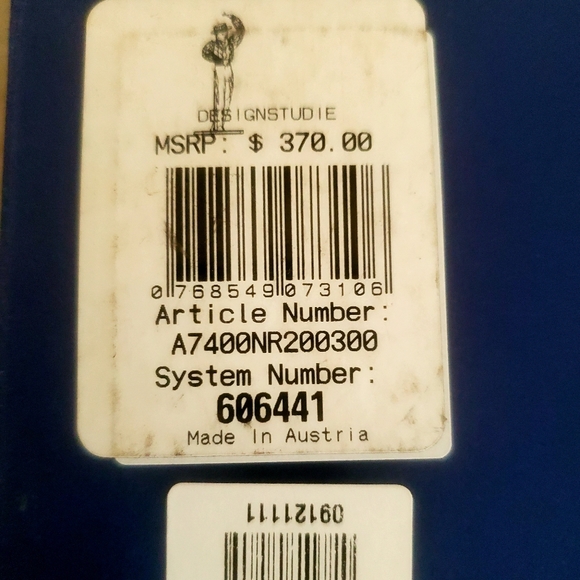 DESIGNSTUDIE
MSRP: $ 370.00
0 768549 073106
Article Number:
A7400NR200300
System Number:
606441
Made In Austria
09121111